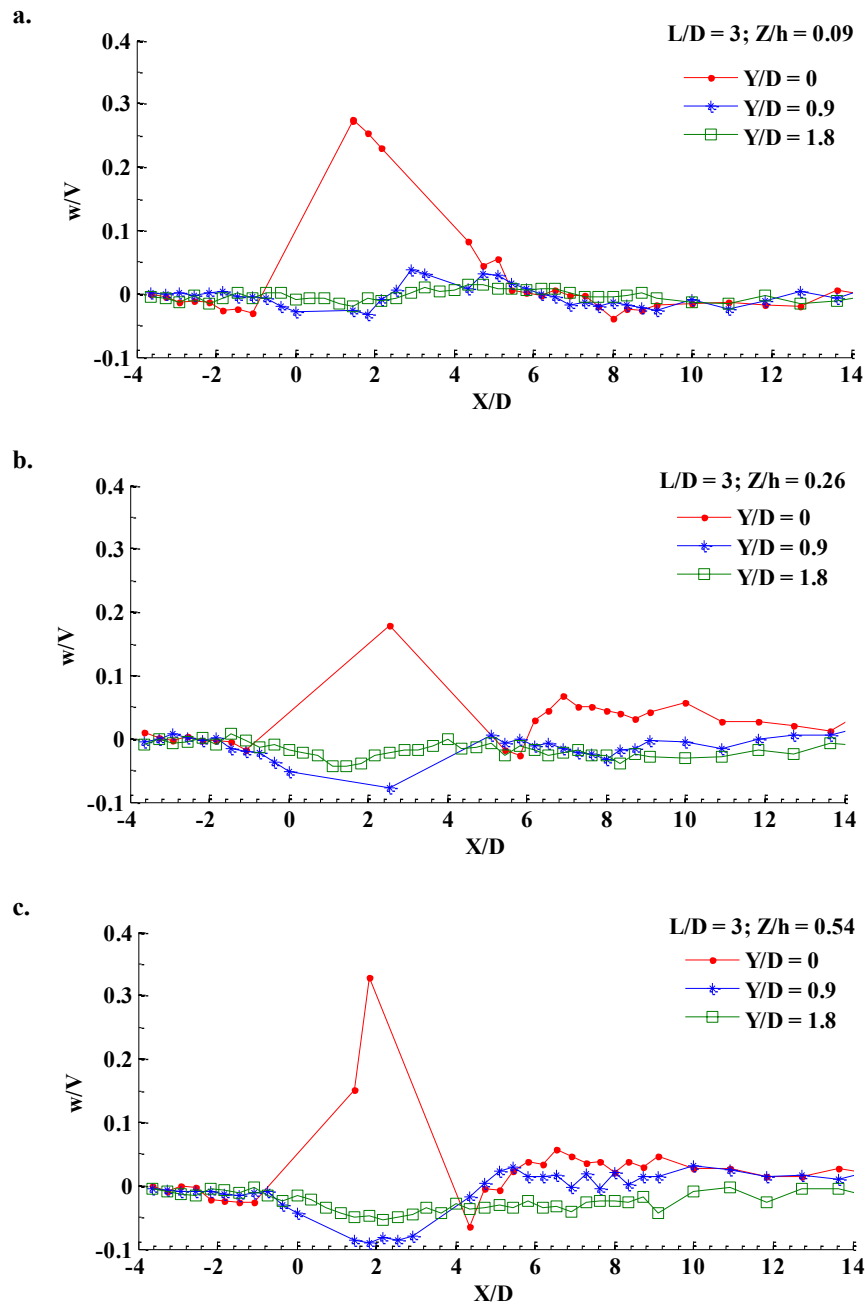 a.
L/D = 3; Z/h = 0.09
Y/D = 0
Y/D = 0.9
Y/D = 1.8
0.4
0.3
0.2
0.1
0
-0.1
w/V
-4 -2 0 2 4 6 8 10 12 14
X/D
b.
L/D = 3; Z/h = 0.26
Y/D = 0
Y/D = 0.9
Y/D = 1.8
0.4
0.3
0.2
0.1
0
-0.1
w/V
-4 -2 0 2 4 6 8 10 12 14
X/D
c.
L/D = 3; Z/h = 0.54
Y/D = 0
Y/D = 0.9
Y/D = 1.8
0.4
0.3
0.2
0.1
0
-0.1
w/V
-4 -2 0 2 4 6 8 10 12 14
X/D